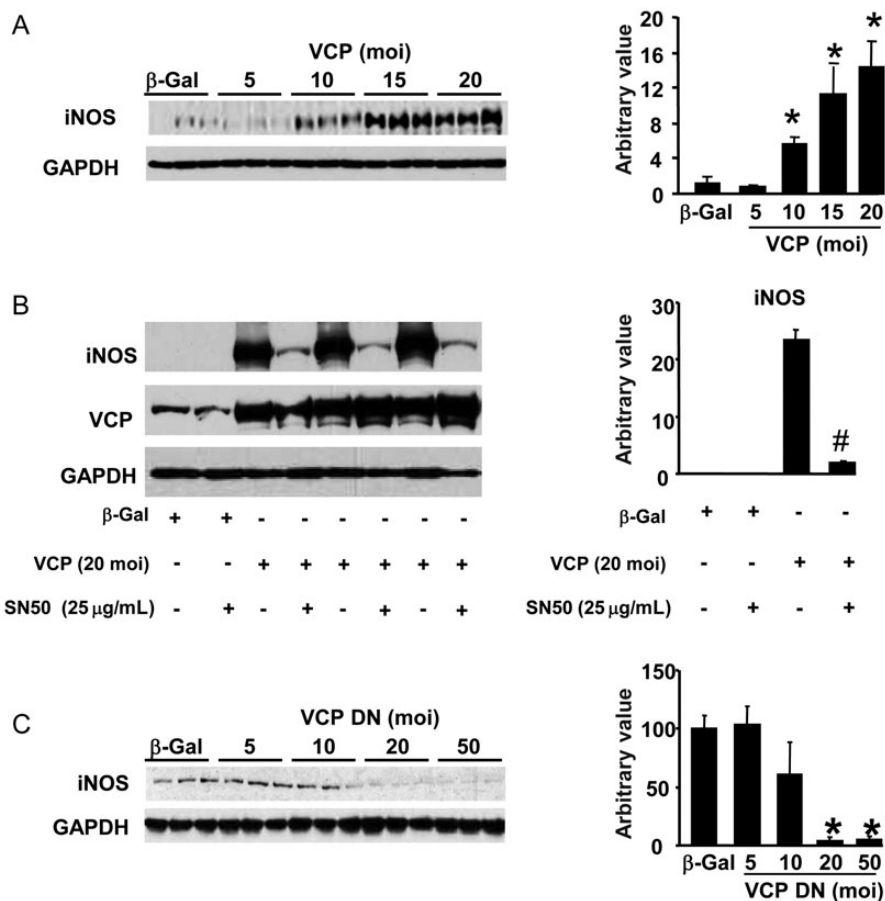 A
VCP (moi)
β-Gal 5 10 15 20
iNOS
GAPDH
Arbitrary value
20
16
12
8
4
0
* * *
β-Gal 5 10 15 20
VCP (moi)
B
iNOS
VCP
GAPDH
β-Gal + + - - - - - -
VCP (20 moi) - - + + + + + +
SN50 (25 μg/mL) - + - + - + - +
iNOS
Arbitrary value
30
20
10
0
#
β-Gal + + - -
VCP (20 moi) - - + +
SN50 (25 μg/mL) - + - +
C
VCP DN (moi)
β-Gal 5 10 20 50
iNOS
GAPDH
Arbitrary value
150
100
50
0
* *
β-Gal 5 10 20 50
VCP DN (moi)